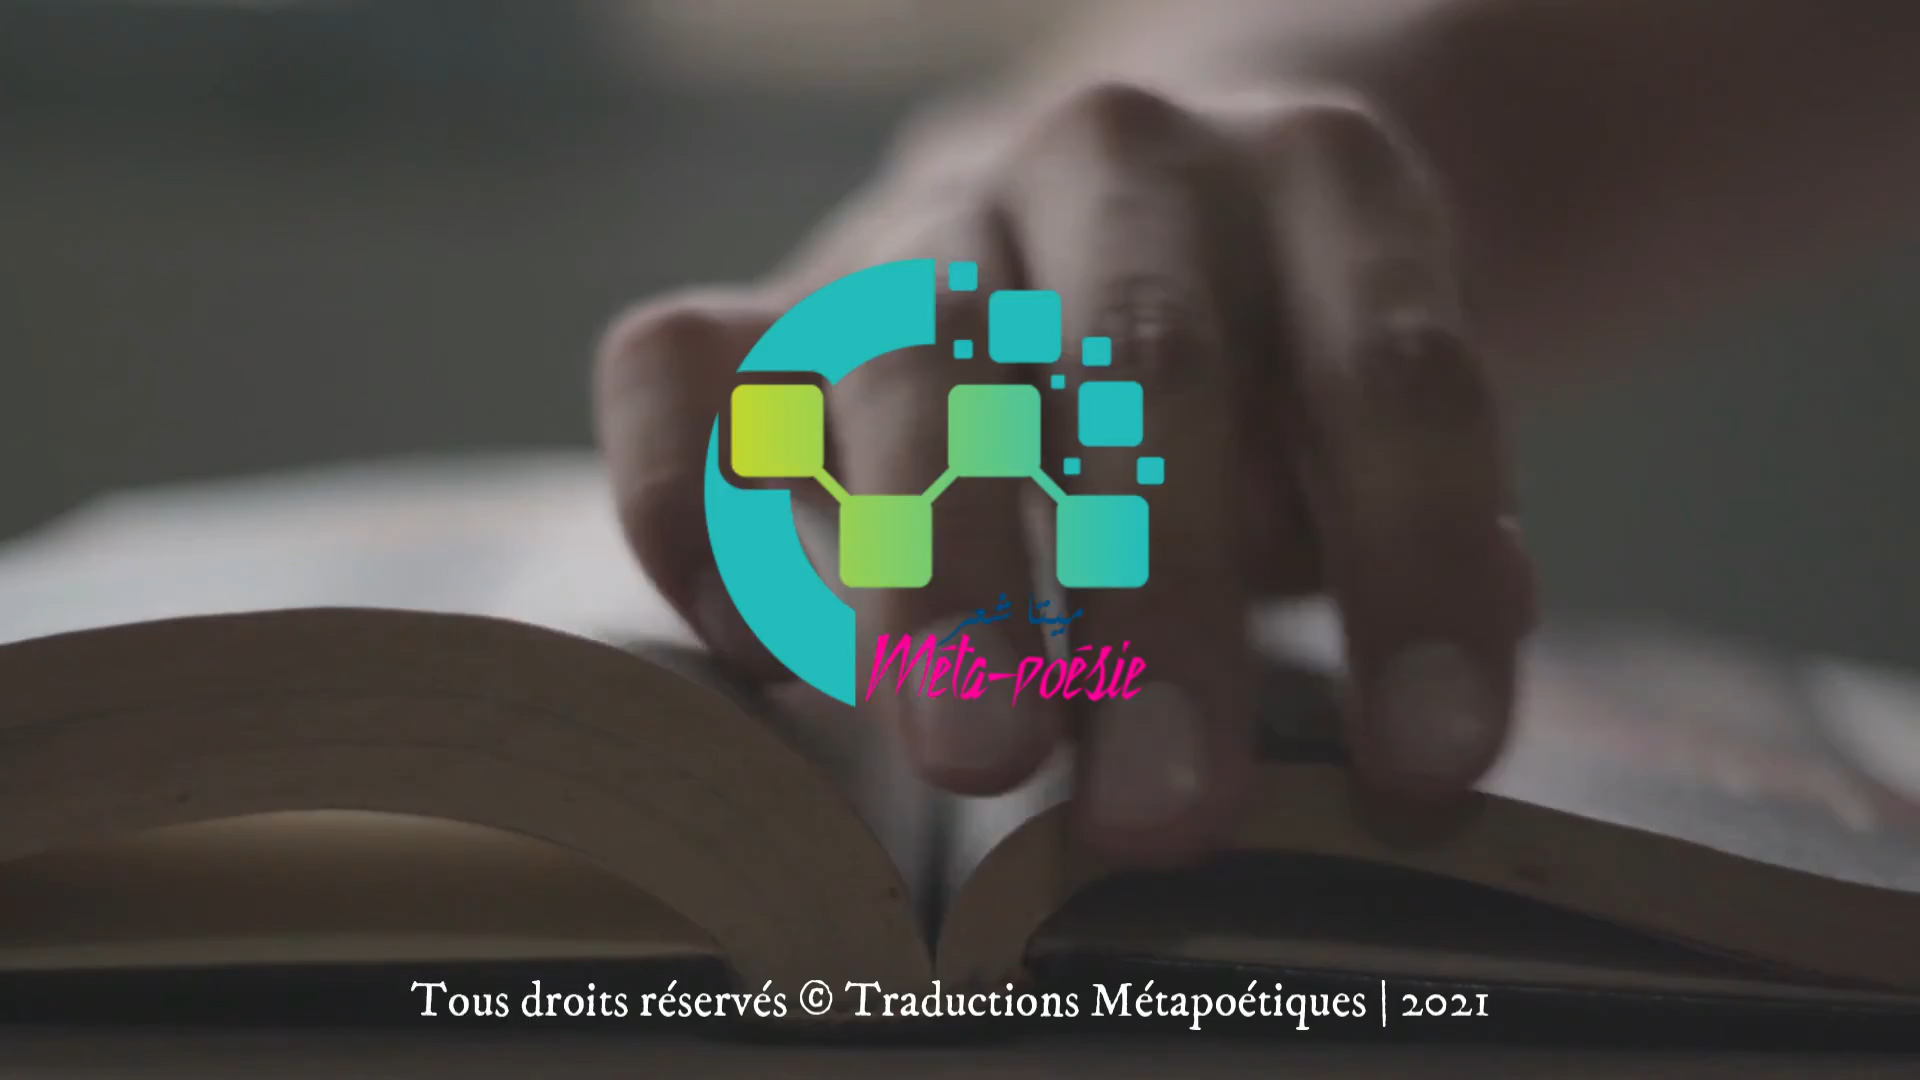 ميتا شعر
Méta-poésie
Tous droits réservés © Traductions Métapoétiques | 2021